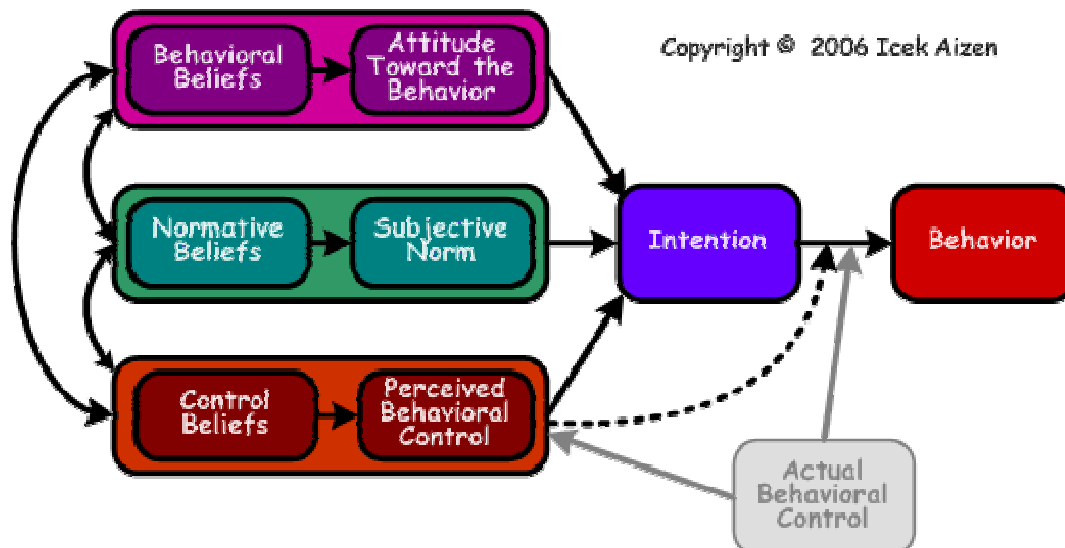 Behavioral
Beliefs
Attitude
Toward the
Behavior
Copyright © 2006 Icek Aizen
Normative
Beliefs
Subjective
Norm
Intention
Behavior
Control
Beliefs
Perceived
Behavioral
Control
Actual
Behavioral
Control